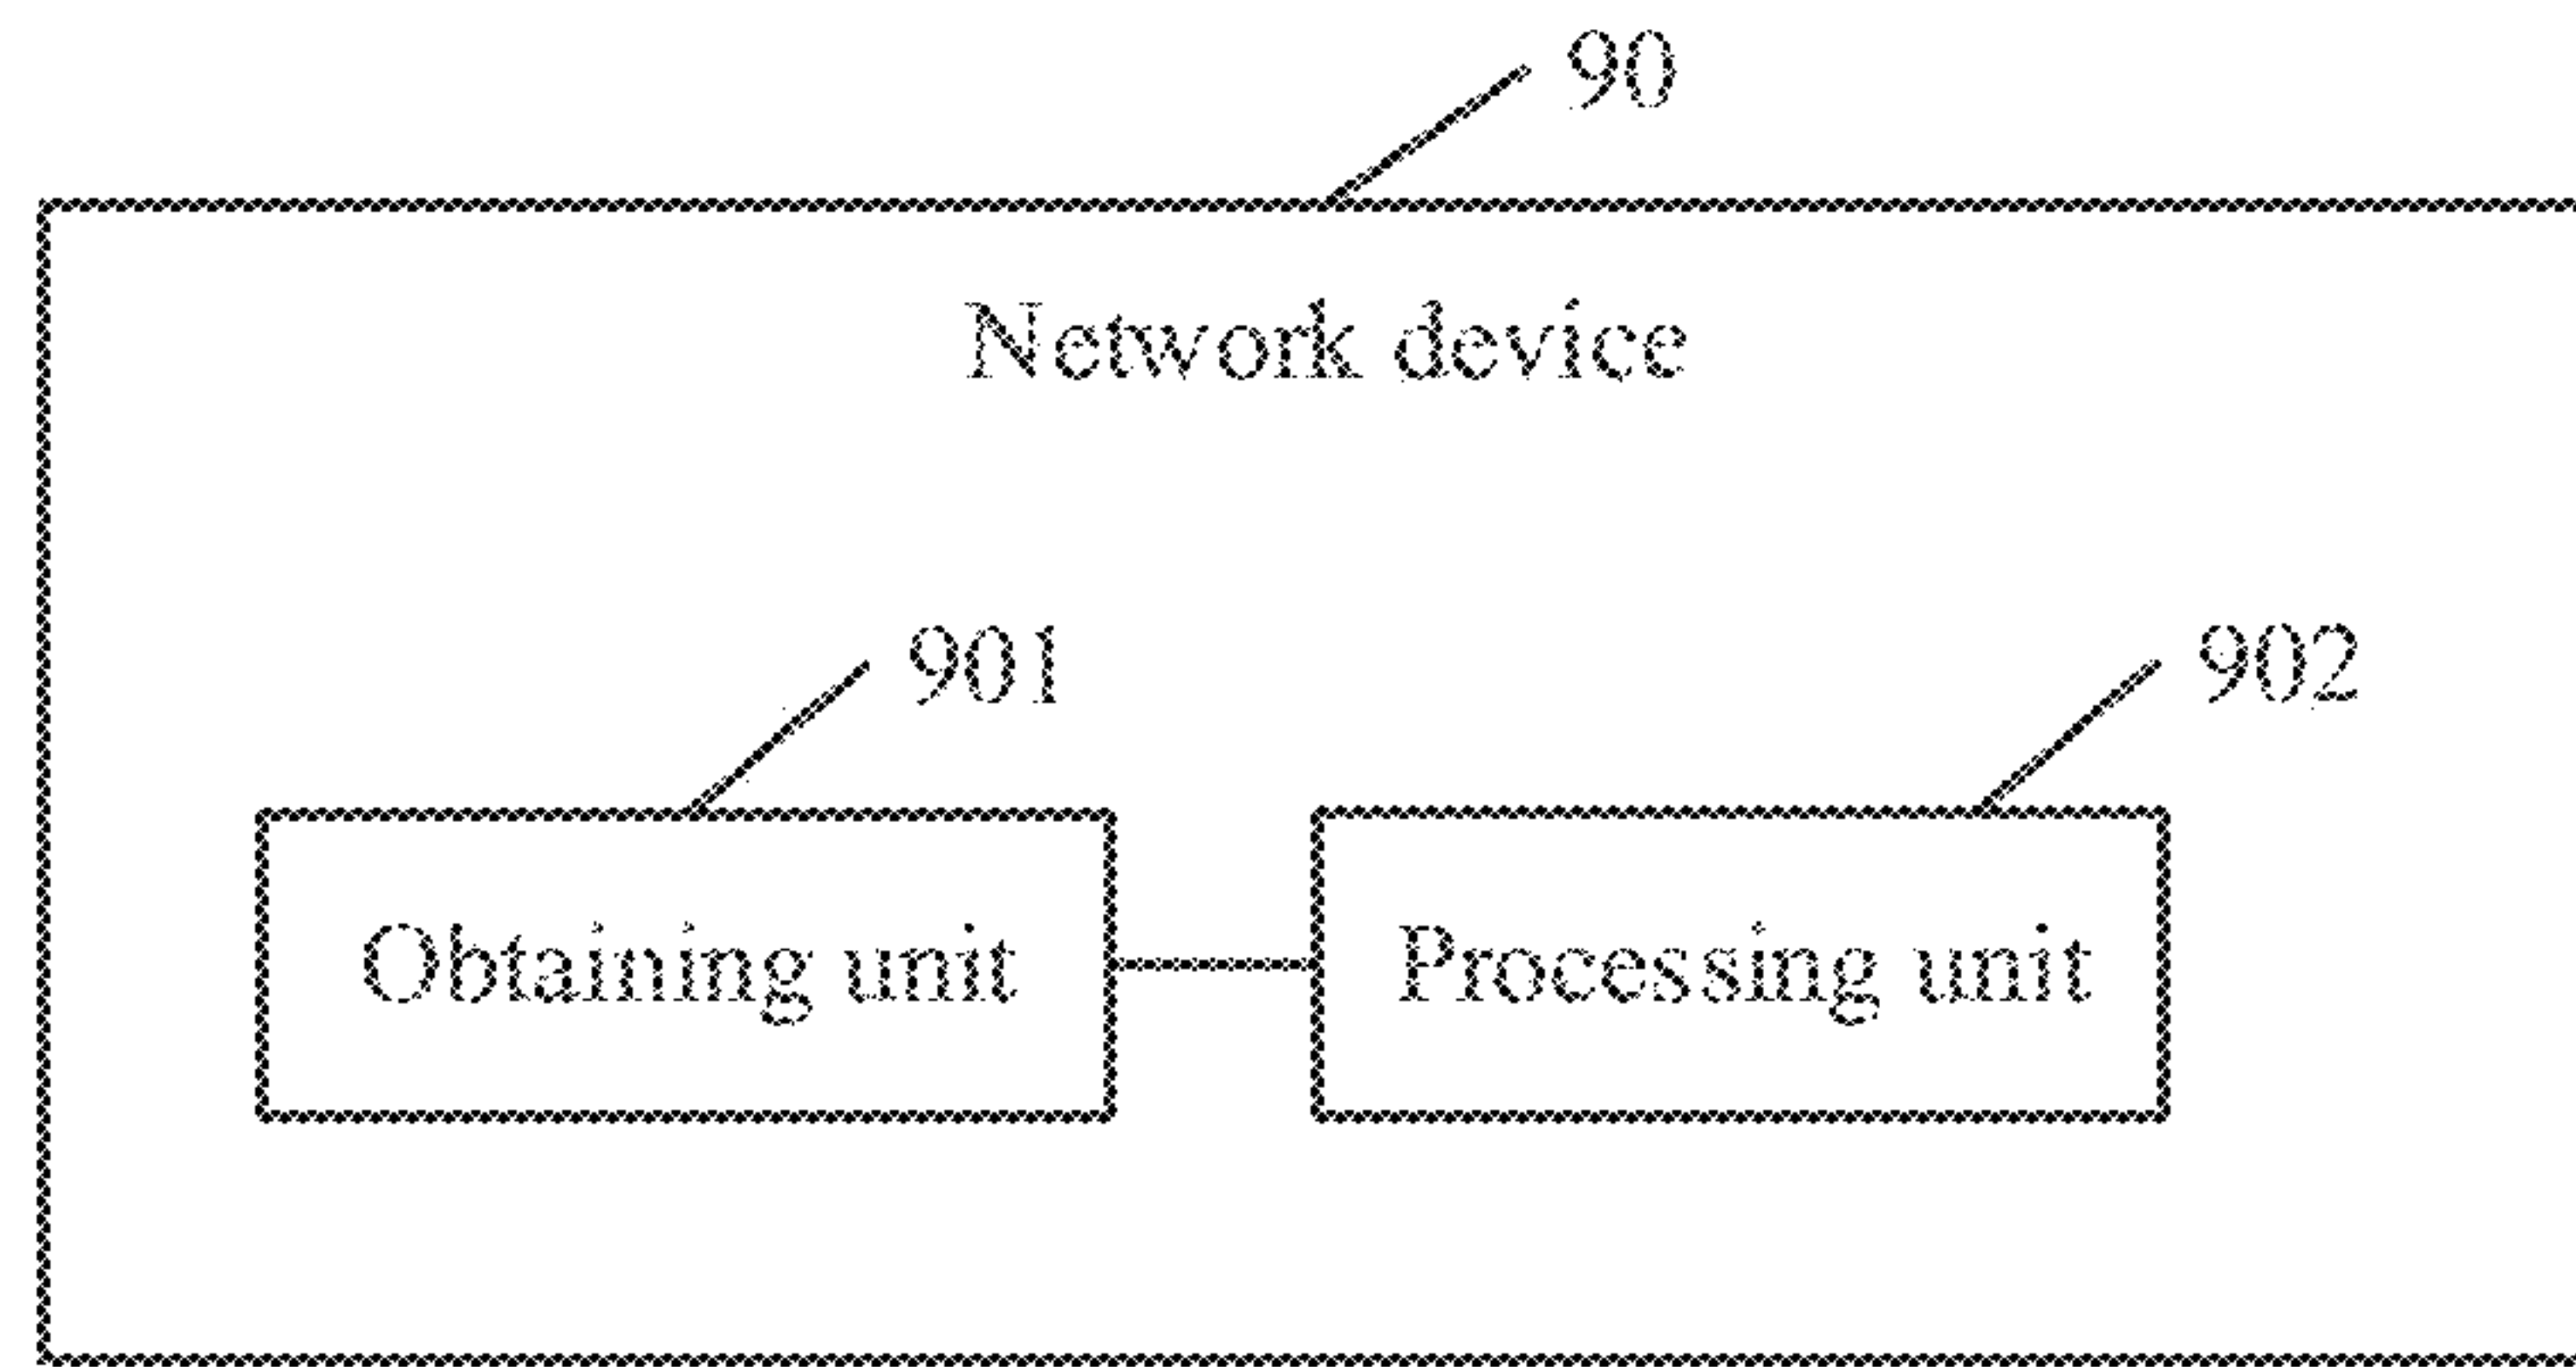 90
Network device
901
902
Obtaining unit
Processing unit